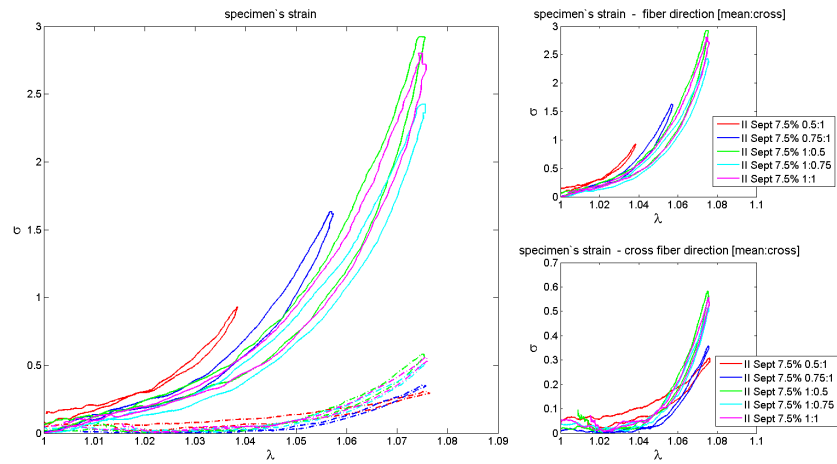 specimen`s strain
3
2.5
2
1.5
1
0.5
0
σ
1 1.01 1.02 1.03 1.04 1.05 1.06 1.07 1.08 1.09
λ
specimen`s strain - fiber direction [mean:cross]
3
2.5
2
1.5
1
0.5
0
σ
1 1.02 1.04 1.06 1.08 1.1
λ
II Sept 7.5% 0.5:1
II Sept 7.5% 0.75:1
II Sept 7.5% 1:0.5
II Sept 7.5% 1:0.75
II Sept 7.5% 1:1
specimen`s strain - cross fiber direction [mean:cross]
0.7
0.6
0.5
0.4
0.3
0.2
0.1
0
σ
1 1.02 1.04 1.06 1.08 1.1
λ
II Sept 7.5% 0.5:1
II Sept 7.5% 0.75:1
II Sept 7.5% 1:0.5
II Sept 7.5% 1:0.75
II Sept 7.5% 1:1